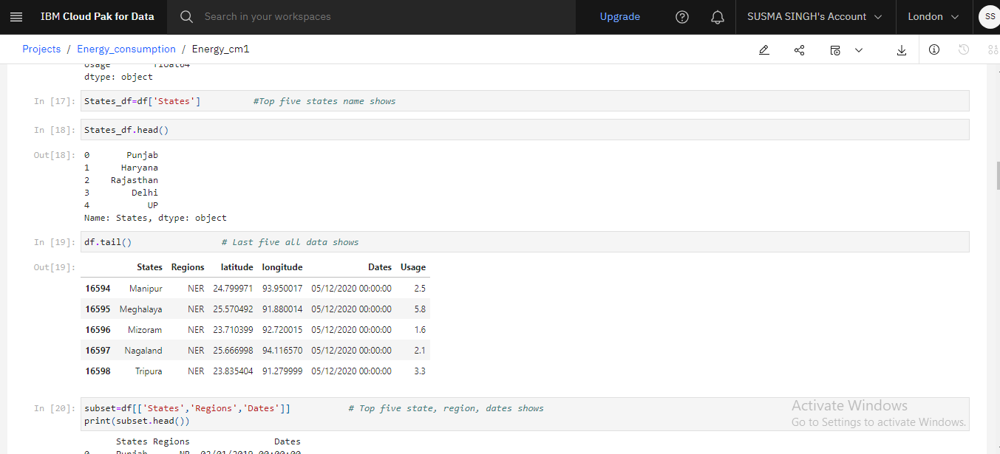 IBM Cloud Pak for Data Search in your workspaces Upgrade SUSMA SINGH's Account London SS
Projects / Energy_consumption / Energy_cm1
Usage float64
dtype: object
In [17]: States_df=df['States'] #Top five states name shows
In [18]: States_df.head()
Out[18]: 0 Punjab
1 Haryana
2 Rajasthan
3 Delhi
4 UP
Name: States, dtype: object
In [19]: df.tail() # Last five all data shows
Out[19]: States Regions latitude longitude Dates Usage
16594 Manipur NER 24.799971 93.950017 05/12/2020 00:00:00 2.5
16595 Meghalaya NER 25.570492 91.880014 05/12/2020 00:00:00 5.8
16596 Mizoram NER 23.710399 92.720015 05/12/2020 00:00:00 1.6
16597 Nagaland NER 25.666998 94.116570 05/12/2020 00:00:00 2.1
16598 Tripura NER 23.835404 91.279999 05/12/2020 00:00:00 3.3
In [20]: subset=df[['States','Regions','Dates']] # Top five state, region, dates shows
print(subset.head())
Activate Windows
Go to Settings to activate Windows.
States Regions Dates
0 Punjab NR 02/01/2019 00:00:00